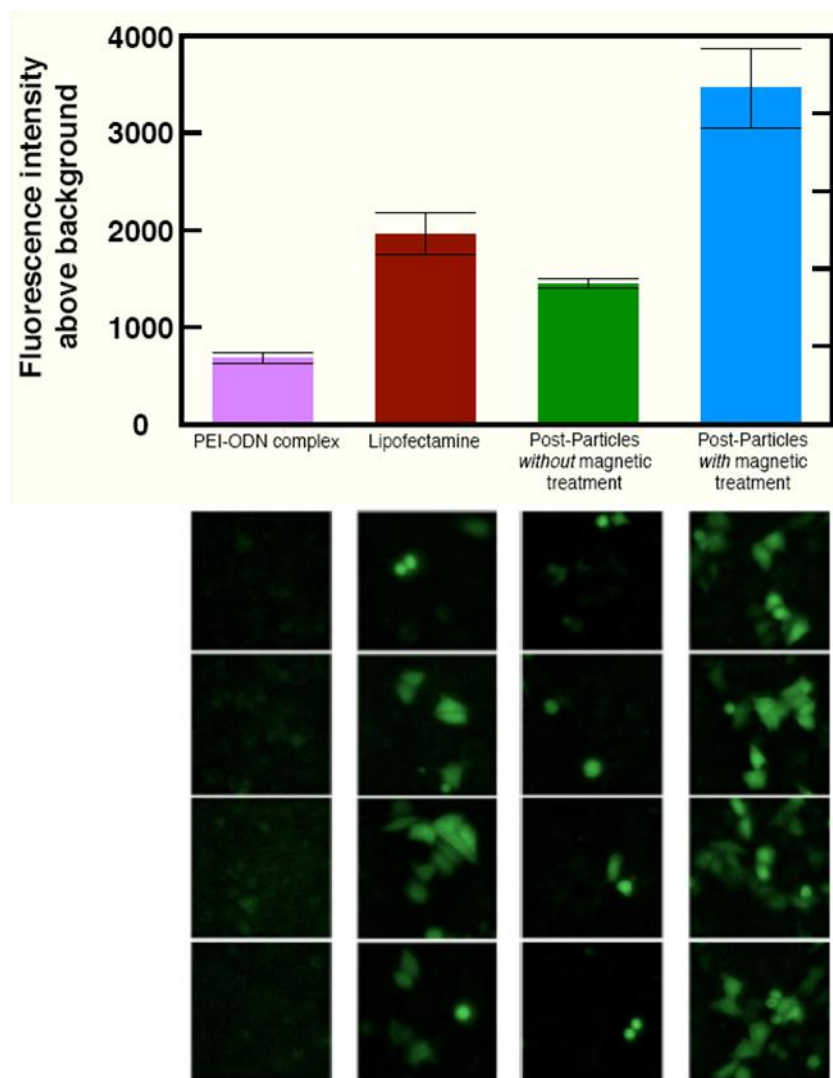 Fluorescence intensity
above background
4000
3000
2000
1000
0
PEI-ODN complex
Lipofectamine
Post-Particles
without magnetic
treatment
Post-Particles
with magnetic
treatment